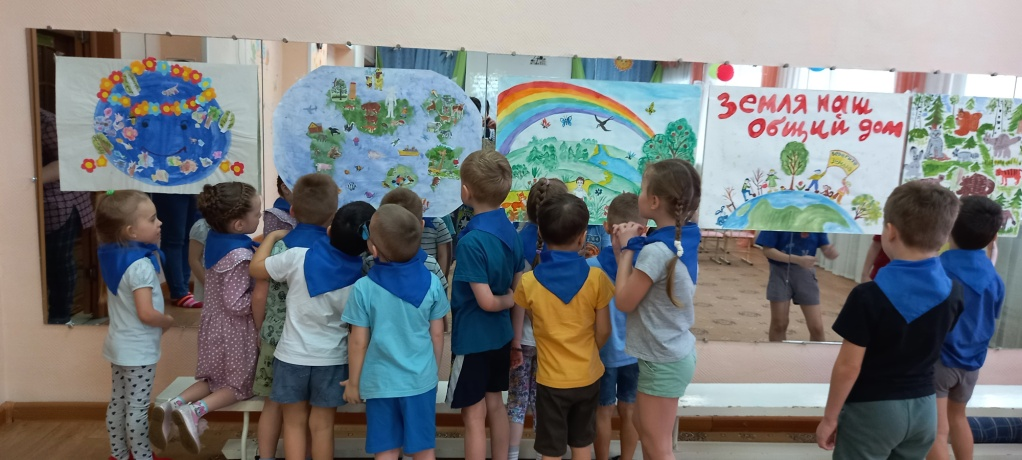 Земля наш
общий дом